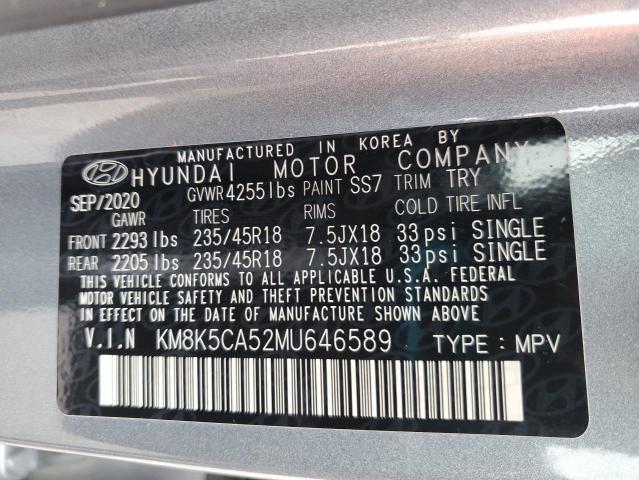 MANUFACTURED IN KOREA BY
HYUNDAI MOTOR COMPANY
SEP/2020 GVWR 4255lbs PAINT SS7 TRIM TRY
GAWR TIRES RIMS COLD TIRE INFL
FRONT 2293 lbs 235/45R18 7.5JX18 33psi SINGLE
REAR 2205 lbs 235/45R18 7.5JX18 33psi SINGLE
THIS VEHICLE CONFORMS TO ALL APPLICABLE U.S.A. FEDERAL
MOTOR VEHICLE SAFETY AND THEFT PREVENTION STANDARDS
IN EFFECT ON THE DATE OF MANUFACTURE SHOWN ABOVE
V.I.N KM8K5CA52MU646589 TYPE : MPV